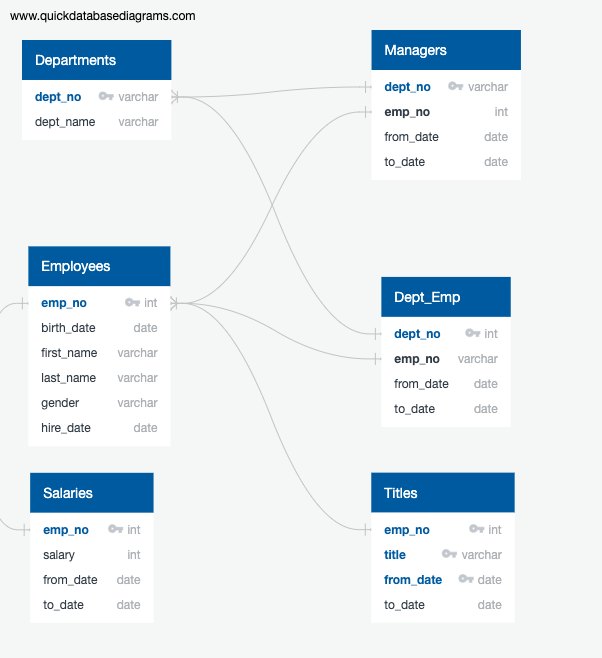 www.quickdatabasediagrams.com
Departments
dept_no varchar
dept_name varchar
Managers
dept_no varchar
emp_no int
from_date date
to_date date
Employees
emp_no int
birth_date date
first_name varchar
last_name varchar
gender varchar
hire_date date
Dept_Emp
dept_no int
emp_no varchar
from_date date
to_date date
Salaries
emp_no int
salary int
from_date date
to_date date
Titles
emp_no int
title varchar
from_date date
to_date date